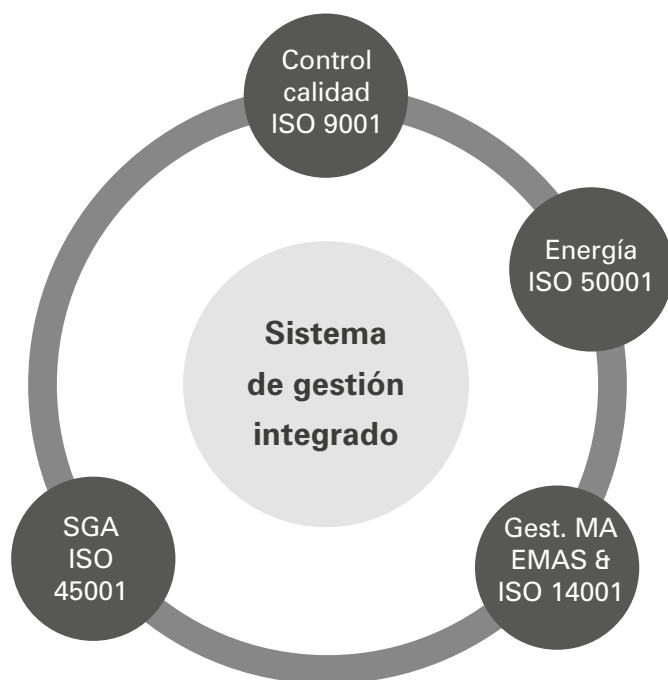 Control
calidad
ISO 9001
Energía
ISO 50001
Sistema
de gestión
integrado
SGA
ISO
45001
Gest. MA
EMAS &
ISO 14001